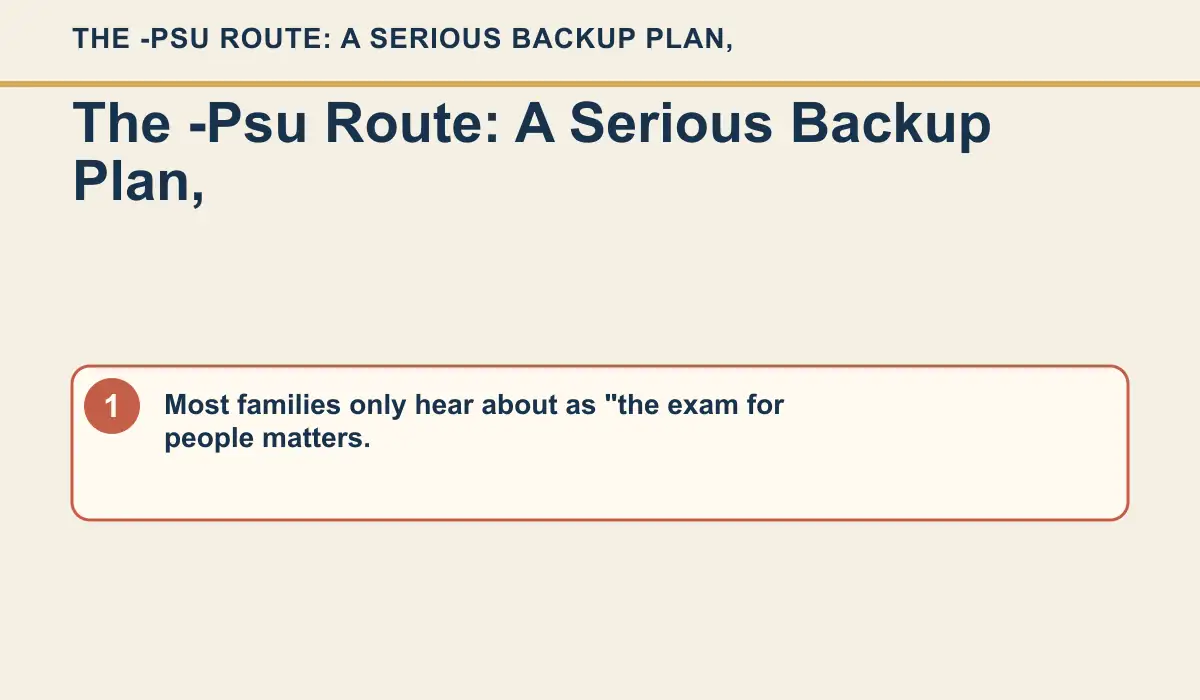 THE -PSU ROUTE: A SERIOUS BACKUP PLAN,
The -Psu Route: A Serious Backup
Plan,
1
Most families only hear about as "the exam for
people matters.